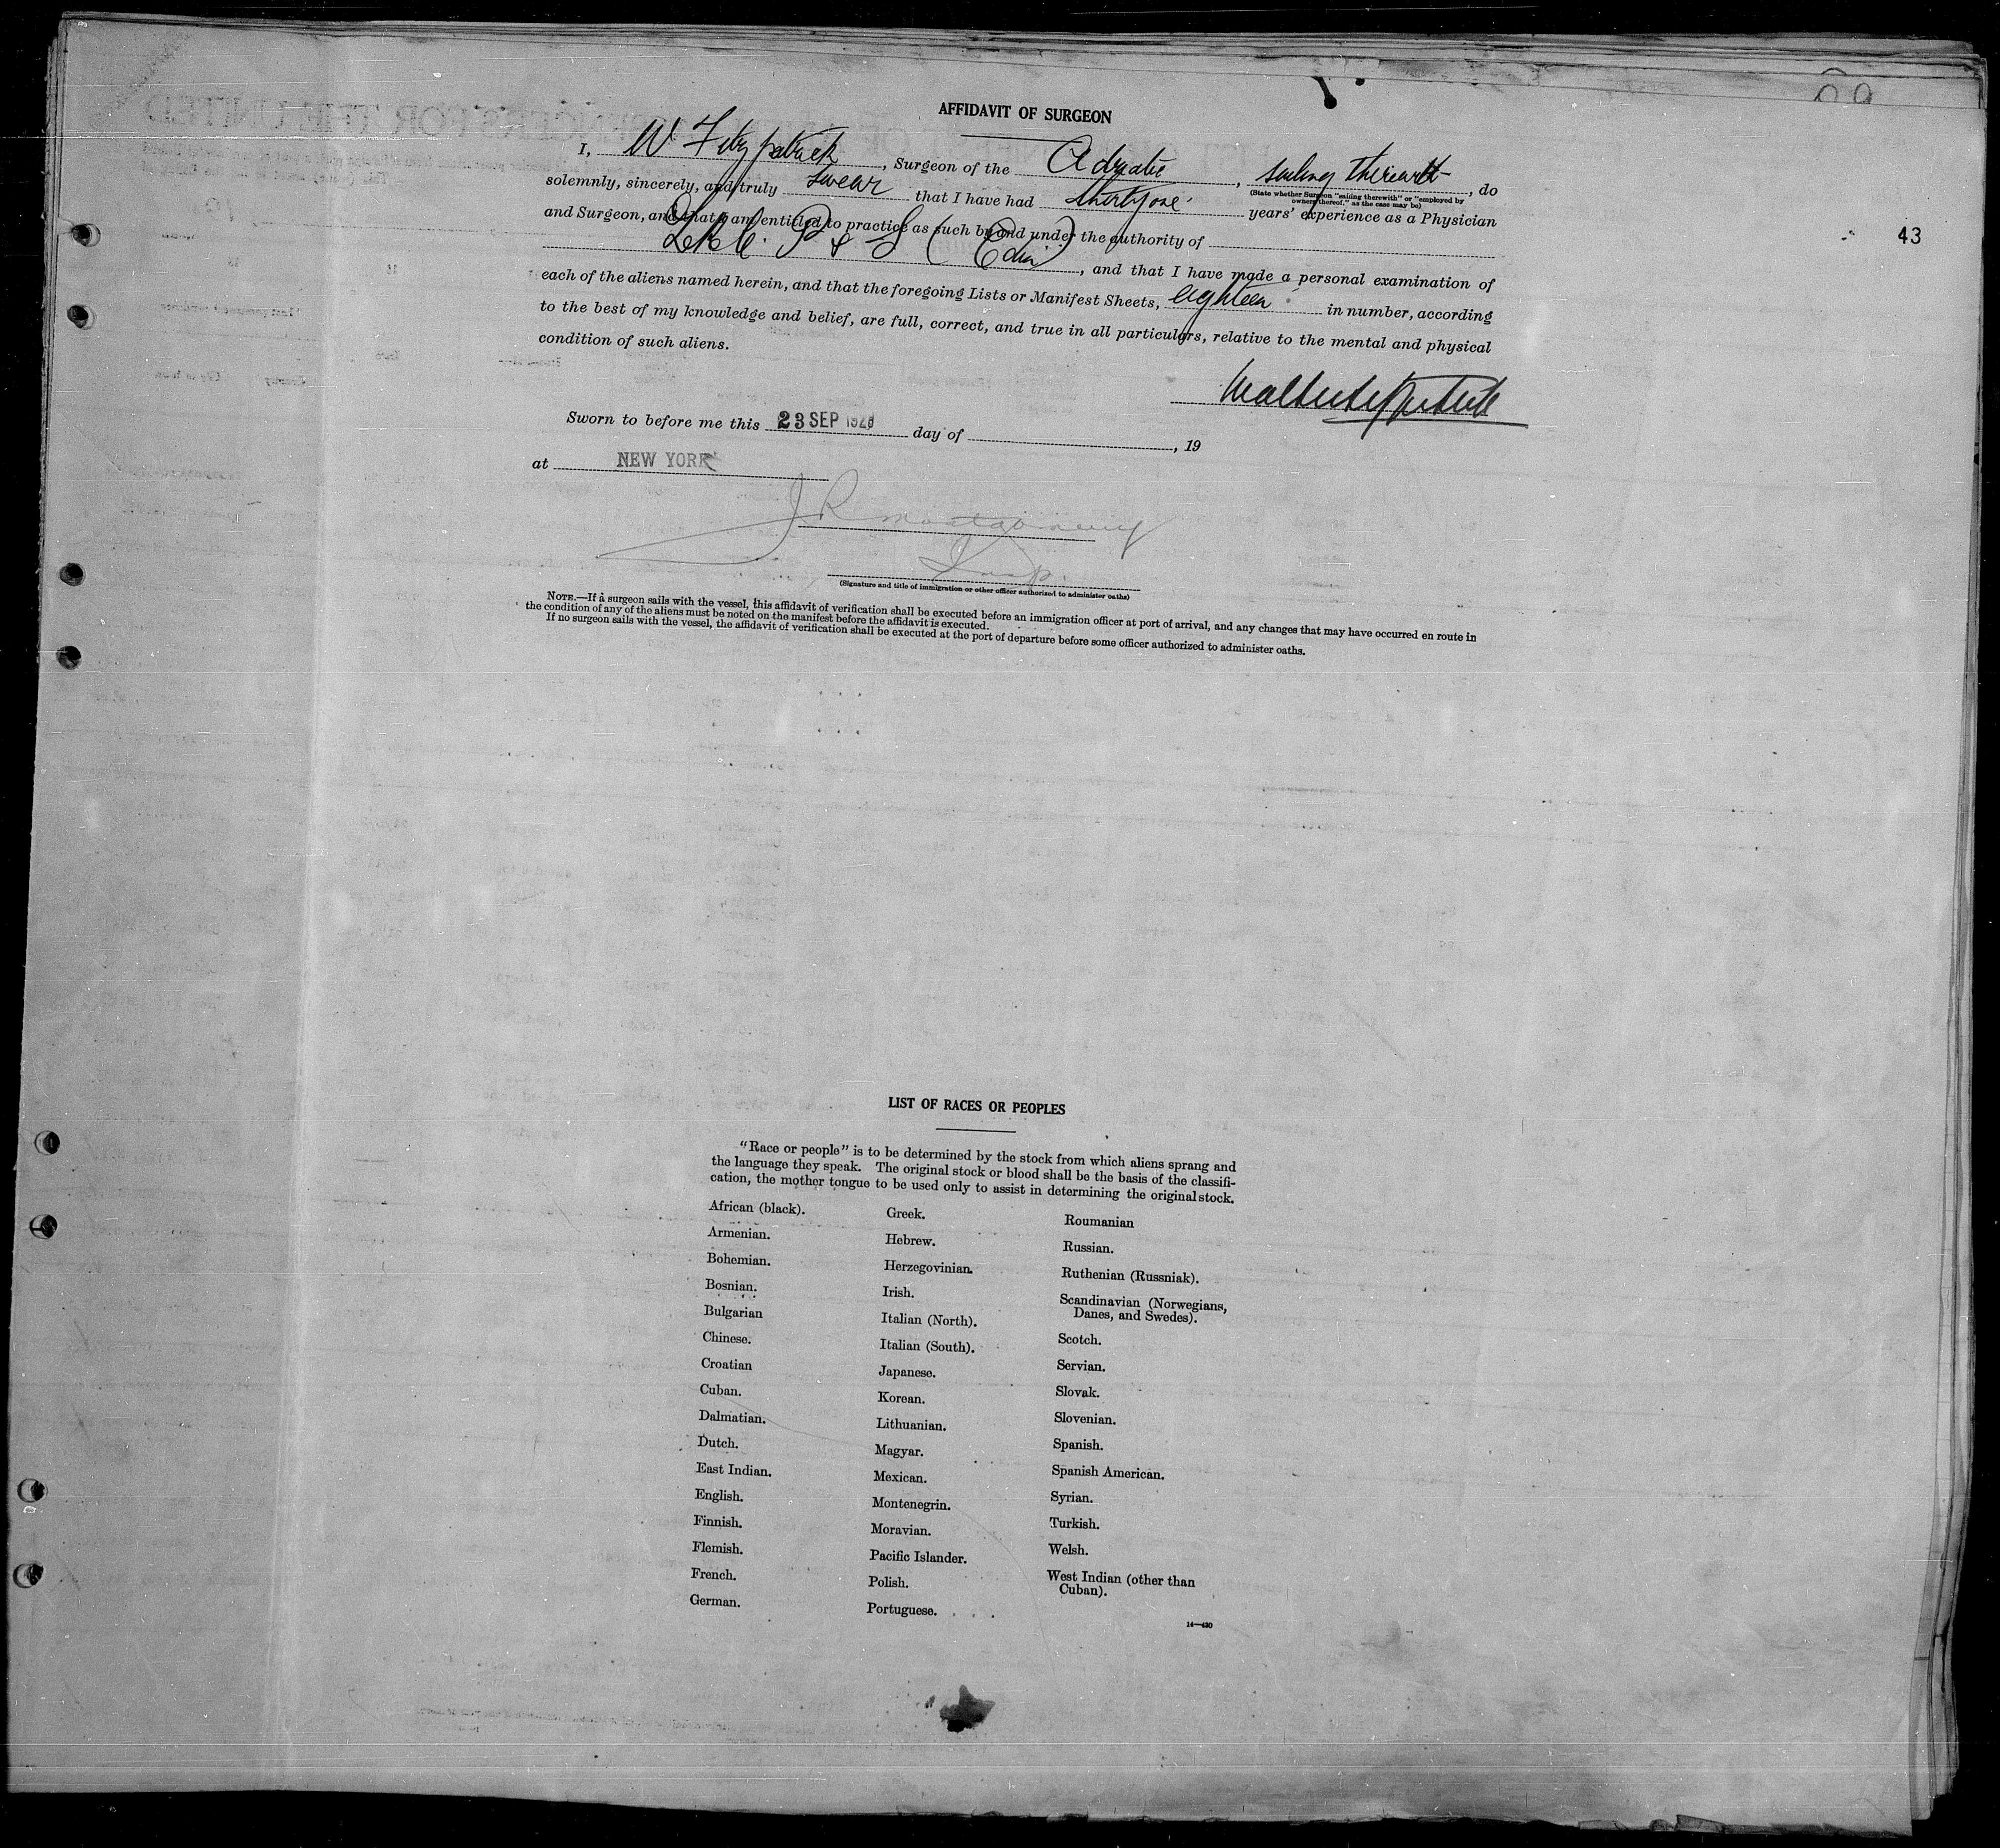 AFFIDAVIT OF SURGEON
I, W Fitzpatrick, Surgeon of the Adriatic, sailing therewith, do
(State whether Surgeon "sailing therewith" or "employed by
owners thereof," as the case may be)
solemnly, sincerely, and truly swear that I have had thirty one years' experience as a Physician
and Surgeon, and that I am entitled to practice as such by and under the authority of
L.R.C. P & S (Edin), and that I have made a personal examination of
each of the aliens named herein, and that the foregoing Lists or Manifest Sheets, eighteen in number, according
to the best of my knowledge and belief, are full, correct, and true in all particulars, relative to the mental and physical
condition of such aliens.
Sworn to before me this 23 SEP day of , 19
at NEW YORK
J R Montgomery
Insp.
(Signature and title of immigration or other officer authorized to administer oaths)
NOTE.—If a surgeon sails with the vessel, this affidavit of verification shall be executed before an immigration officer at port of arrival, and any changes that may have occurred en route in
the condition of any of the aliens must be noted on the manifest before the affidavit is executed.
If no surgeon sails with the vessel, the affidavit of verification shall be executed at the port of departure before some officer authorized to administer oaths.
43
LIST OF RACES OR PEOPLES
"Race or people" is to be determined by the stock from which aliens sprang and
the language they speak. The original stock or blood shall be the basis of the classifi-
cation, the mother tongue to be used only to assist in determining the original stock.
African (black).
Armenian.
Bohemian.
Bosnian.
Bulgarian
Chinese.
Croatian
Cuban.
Dalmatian.
Dutch.
East Indian.
English.
Finnish.
Flemish.
French.
German.
Greek.
Hebrew.
Herzegovinian.
Irish.
Italian (North).
Italian (South).
Japanese.
Korean.
Lithuanian.
Magyar.
Mexican.
Montenegrin.
Moravian.
Pacific Islander.
Polish.
Portuguese.
Roumanian
Russian.
Ruthenian (Russniak).
Scandinavian (Norwegians,
Danes, and Swedes).
Scotch.
Servian.
Slovak.
Slovenian.
Spanish.
Spanish American.
Syrian.
Turkish.
Welsh.
West Indian (other than
Cuban).
14—430